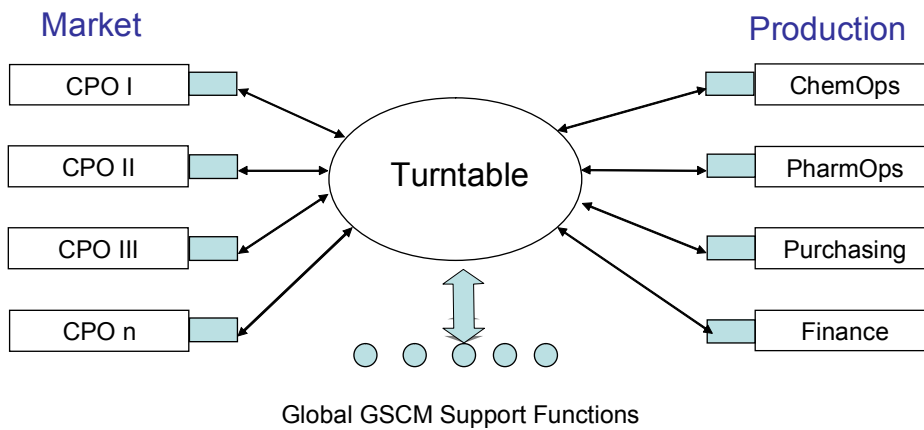 Market
Production
CPO I
ChemOps
CPO II
Turntable
PharmOps
CPO III
Purchasing
CPO n
Finance
Global GSCM Support Functions